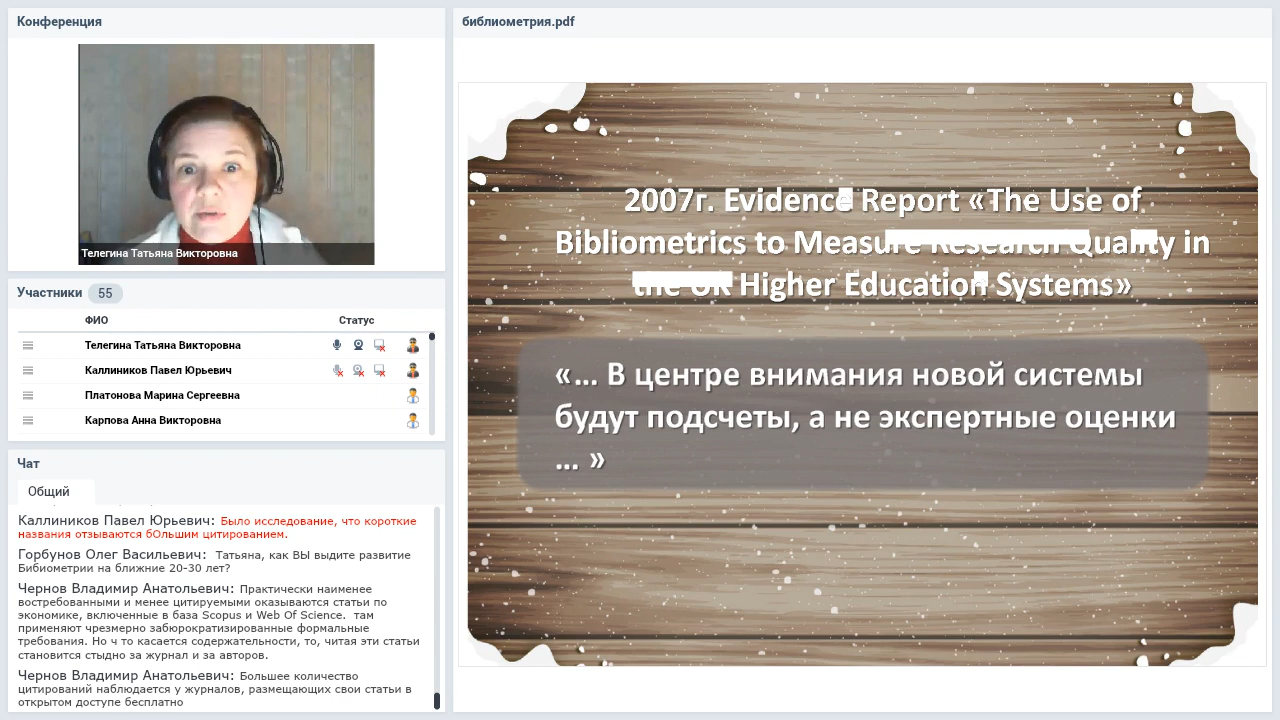 Конференция
Телегина Татьяна Викторовна
Участники 55
ФИО Статус
Телегина Татьяна Викторовна
Каллиников Павел Юрьевич
Платонова Марина Сергеевна
Карпова Анна Викторовна
Чат
Общий
Каллиников Павел Юрьевич: Было исследование, что короткие
названия отзываются бОльшим цитированием.
Горбунов Олег Васильевич: Татьяна, как ВЫ выдите развитие
Бибиометрии на ближние 20-30 лет?
Чернов Владимир Анатольевич: Практически наименее
востребованными и менее цитируемыми оказываются статьи по
экономике, включенные в база Scopus и Web Of Science. там
применяют чрезмерно забюрократизированные формальные
требования. Но ч то касается содержательности, то, читая эти статьи
становится стыдно за журнал и за авторов.
Чернов Владимир Анатольевич: Большее количество
цитирований наблюдается у журналов, размещающих свои статьи в
открытом доступе бесплатно
библиометрия.pdf
2007г. Evidence Report «The Use of
Bibliometrics to Measure Research Quality in
the UK Higher Education Systems»
«... В центре внимания новой системы
будут подсчеты, а не экспертные оценки
... »